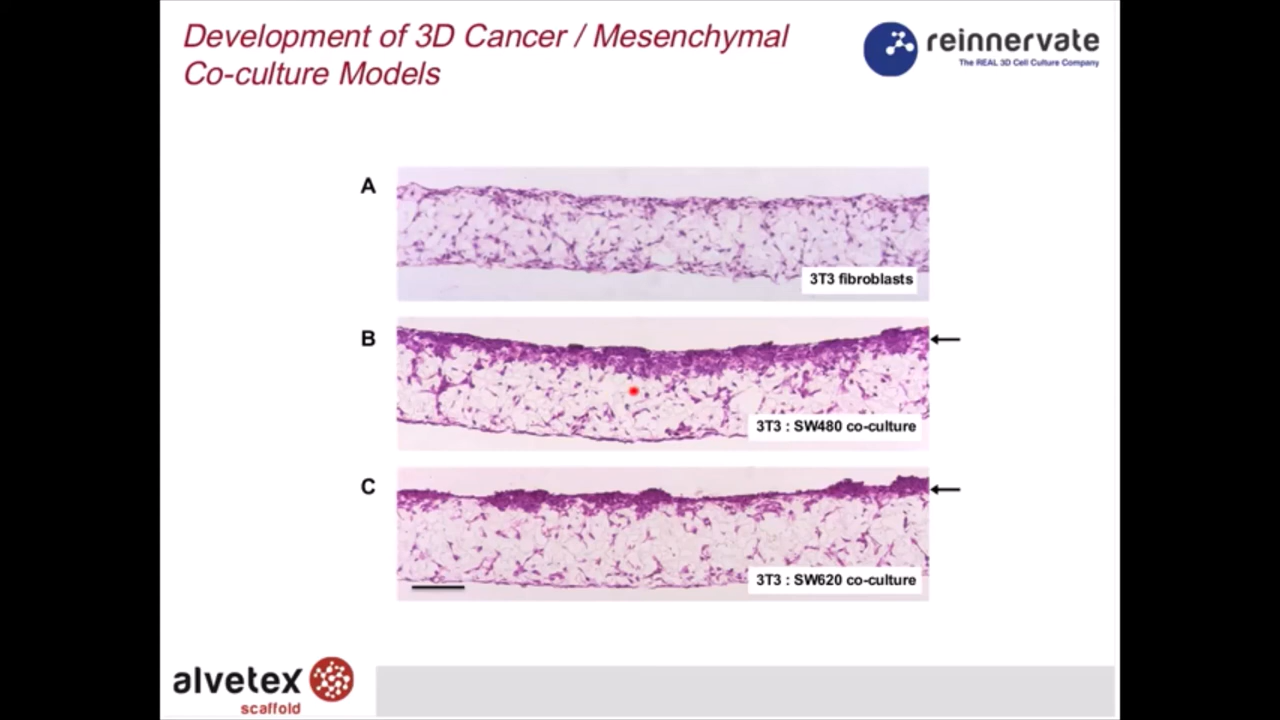 Development of 3D Cancer / Mesenchymal
Co-culture Models
reinnervate
The REAL 3D Cell Culture Company
A
3T3 fibroblasts
B
3T3 : SW480 co-culture
C
3T3 : SW620 co-culture
alvetex
scaffold